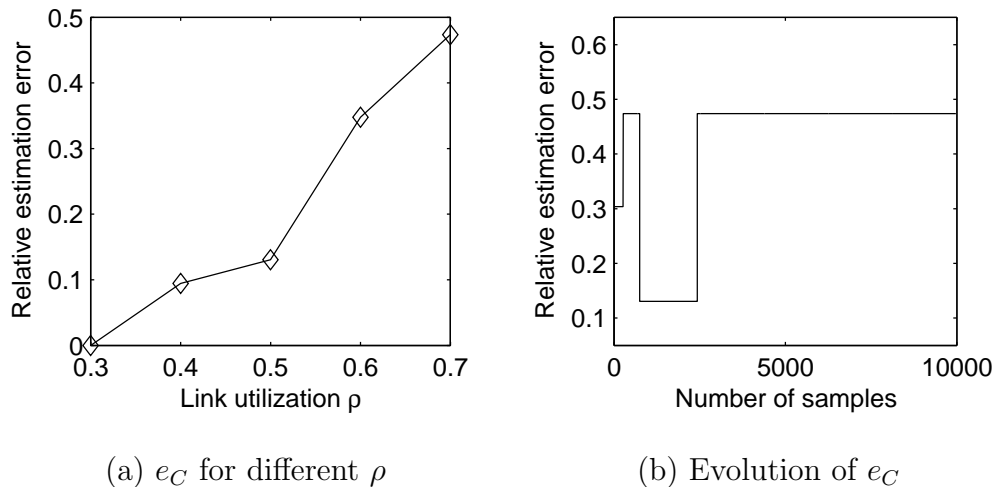 Relative estimation error
0.5
0.4
0.3
0.2
0.1
0
0.3 0.4 0.5 0.6 0.7
Link utilization ρ
(a) e_C for different ρ
Relative estimation error
0.6
0.5
0.4
0.3
0.2
0.1
0 5000 10000
Number of samples
(b) Evolution of e_C